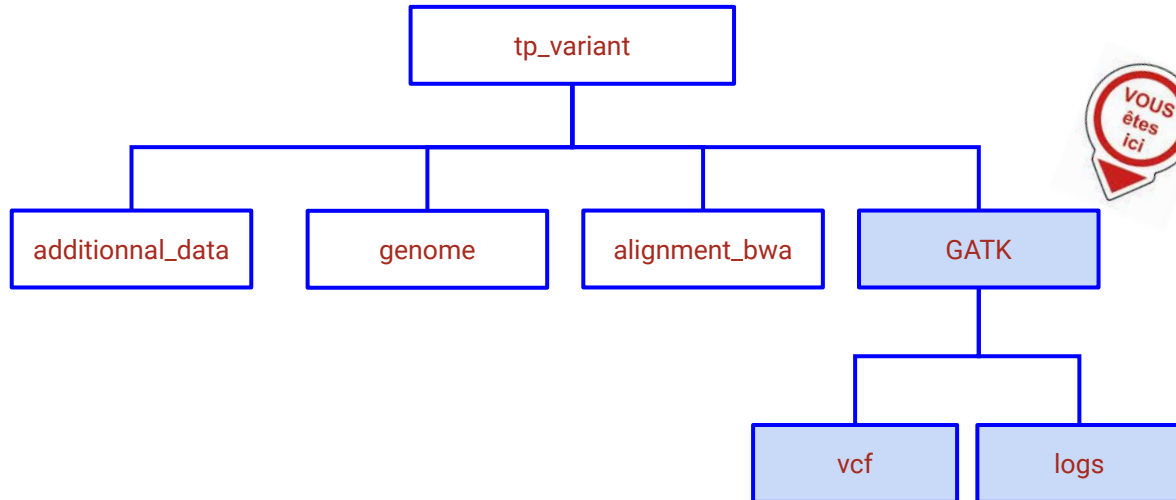 tp_variant
VOUS
êtes
ici
additionnal_data
genome
alignment_bwa
GATK
vcf
logs